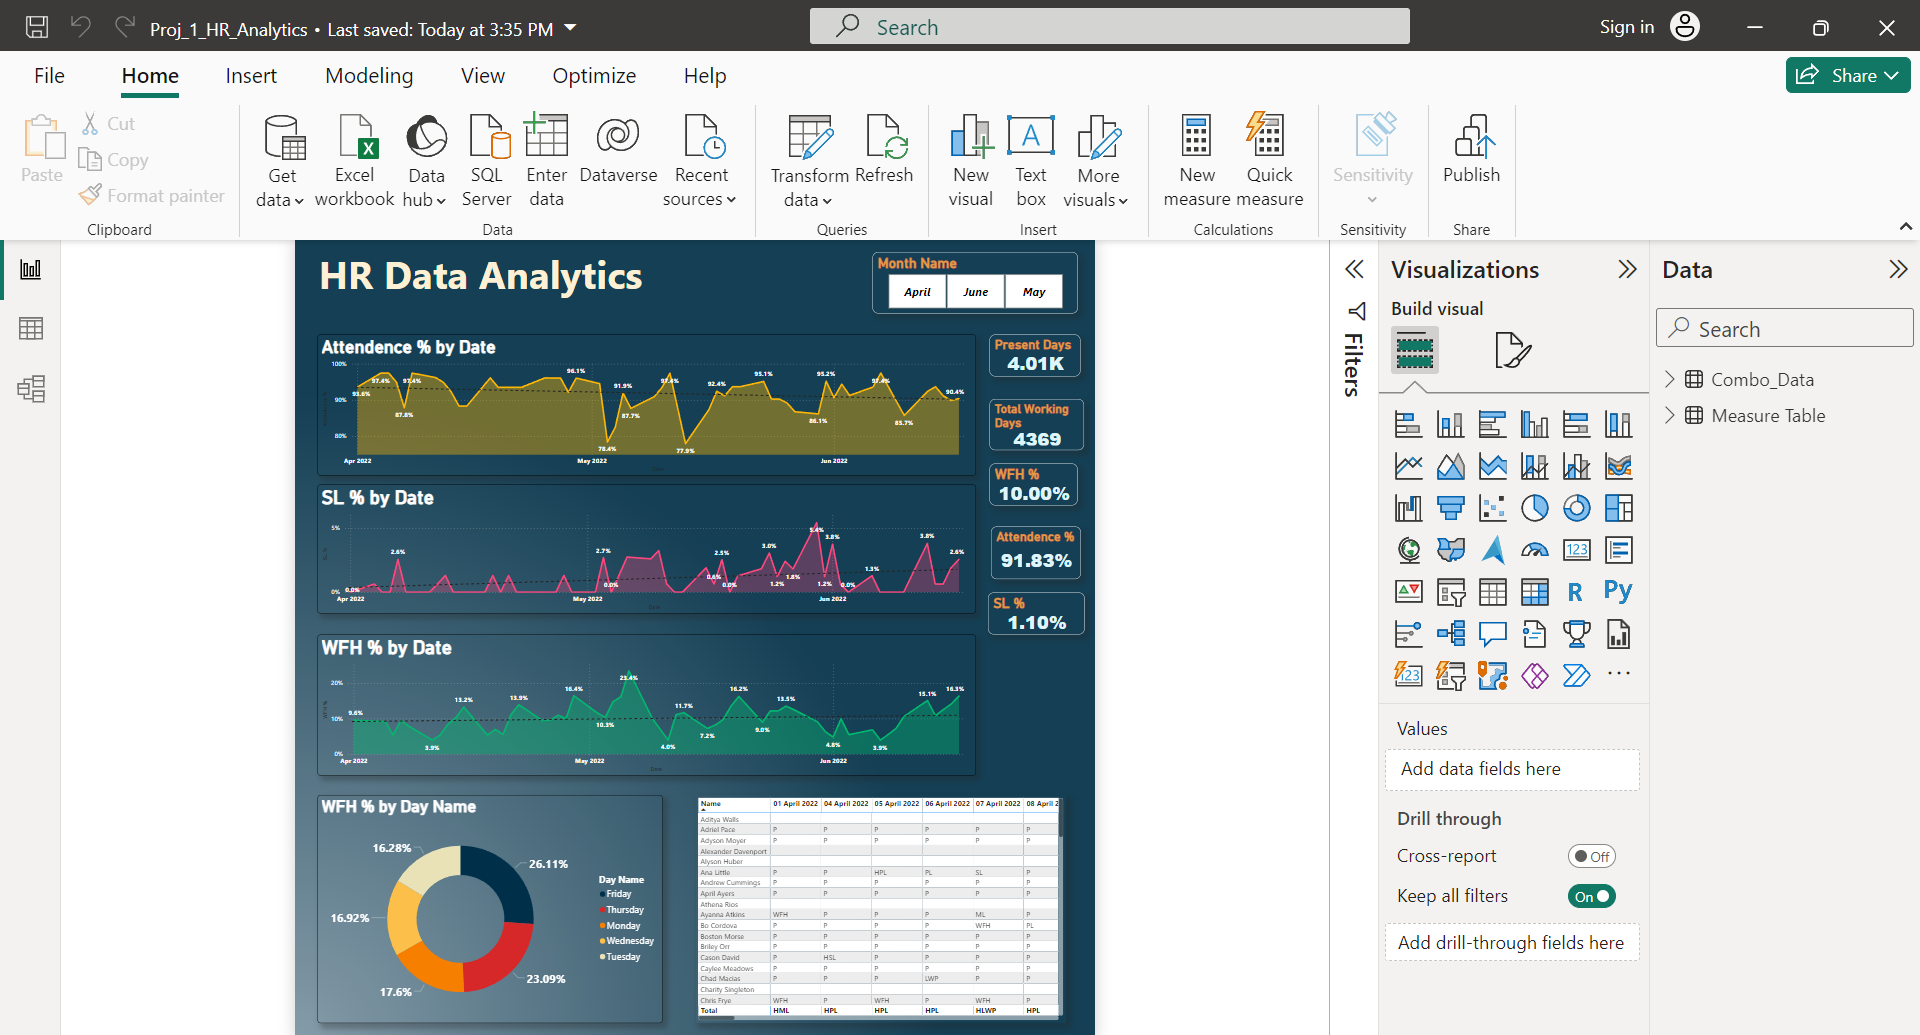 Proj_1_HR_Analytics • Last saved: Today at 3:35 PM
Search
Sign in
File
Home
Insert
Modeling
View
Optimize
Help
Share
Paste
Cut
Copy
Format painter
Get data
Excel workbook
Data hub
SQL Server
Enter data
Dataverse
Recent sources
Transform data
Refresh
New visual
Text box
More visuals
New measure
Quick measure
Sensitivity
Publish
Clipboard
Data
Queries
Insert
Calculations
Sensitivity
Share
HR Data Analytics
Month Name
April June May
Attendence % by Date
100%
90%
80%
93.6% 97.4% 97.4% 87.8% 96.1% 78.4% 91.9% 87.7% 97.4% 77.9% 92.4% 95.1% 86.1% 95.2% 97.4% 85.7% 90.4%
Apr 2022 May 2022 Jun 2022
Present Days
4.01K
Total Working
Days
4369
WFH %
10.00%
Attendence %
91.83%
SL %
1.10%
SL % by Date
5%
0%
0.0% 2.6% 2.7% 0.0% 0.6% 2.5% 0.0% 3.0% 1.2% 1.8% 5.4% 1.2% 3.8% 0.0% 1.3% 3.8% 2.6%
Apr 2022 May 2022 Jun 2022
WFH % by Date
WFH %
20%
10%
0%
9.6% 3.9% 13.2% 13.9% 16.4% 10.3% 23.4% 4.0% 11.7% 7.2% 16.2% 9.0% 13.5% 4.8% 3.9% 15.1% 16.3%
Apr 2022 May 2022 Jun 2022
WFH % by Day Name
16.28%
26.11%
16.92%
17.6%
23.09%
Day Name
Friday
Thursday
Monday
Wednesday
Tuesday
Name 01 April 2022 04 April 2022 05 April 2022 06 April 2022 07 April 2022 08 April 2
Aditya Walls
Adriel Pace P P P P P P
Adyson Moyer P P P P P P
Alexander Davenport
Alyson Huber
Ana Little P P HPL PL SL P
Andrew Cummings P P P P P P
April Ayers P P P P P P
Athena Rios
Ayanna Atkins WFH P P P ML P
Bo Cordova P P P P WFH PL
Boston Morse P P P P P P
Briley Orr P P P P P P
Cason David P HSL P P P P
Caylee Meadows P P P P P P
Chad Macias P P P LWP P P
Charity Singleton
Chris Frye WFH P WFH P WFH P
Total HML HPL HPL HPL HLWP HPL
Filters
Visualizations
Build visual
123
R
Py
123
Values
Add data fields here
Drill through
Cross-report
Off
Keep all filters
On
Add drill-through fields here
Data
Search
Combo_Data
Measure Table